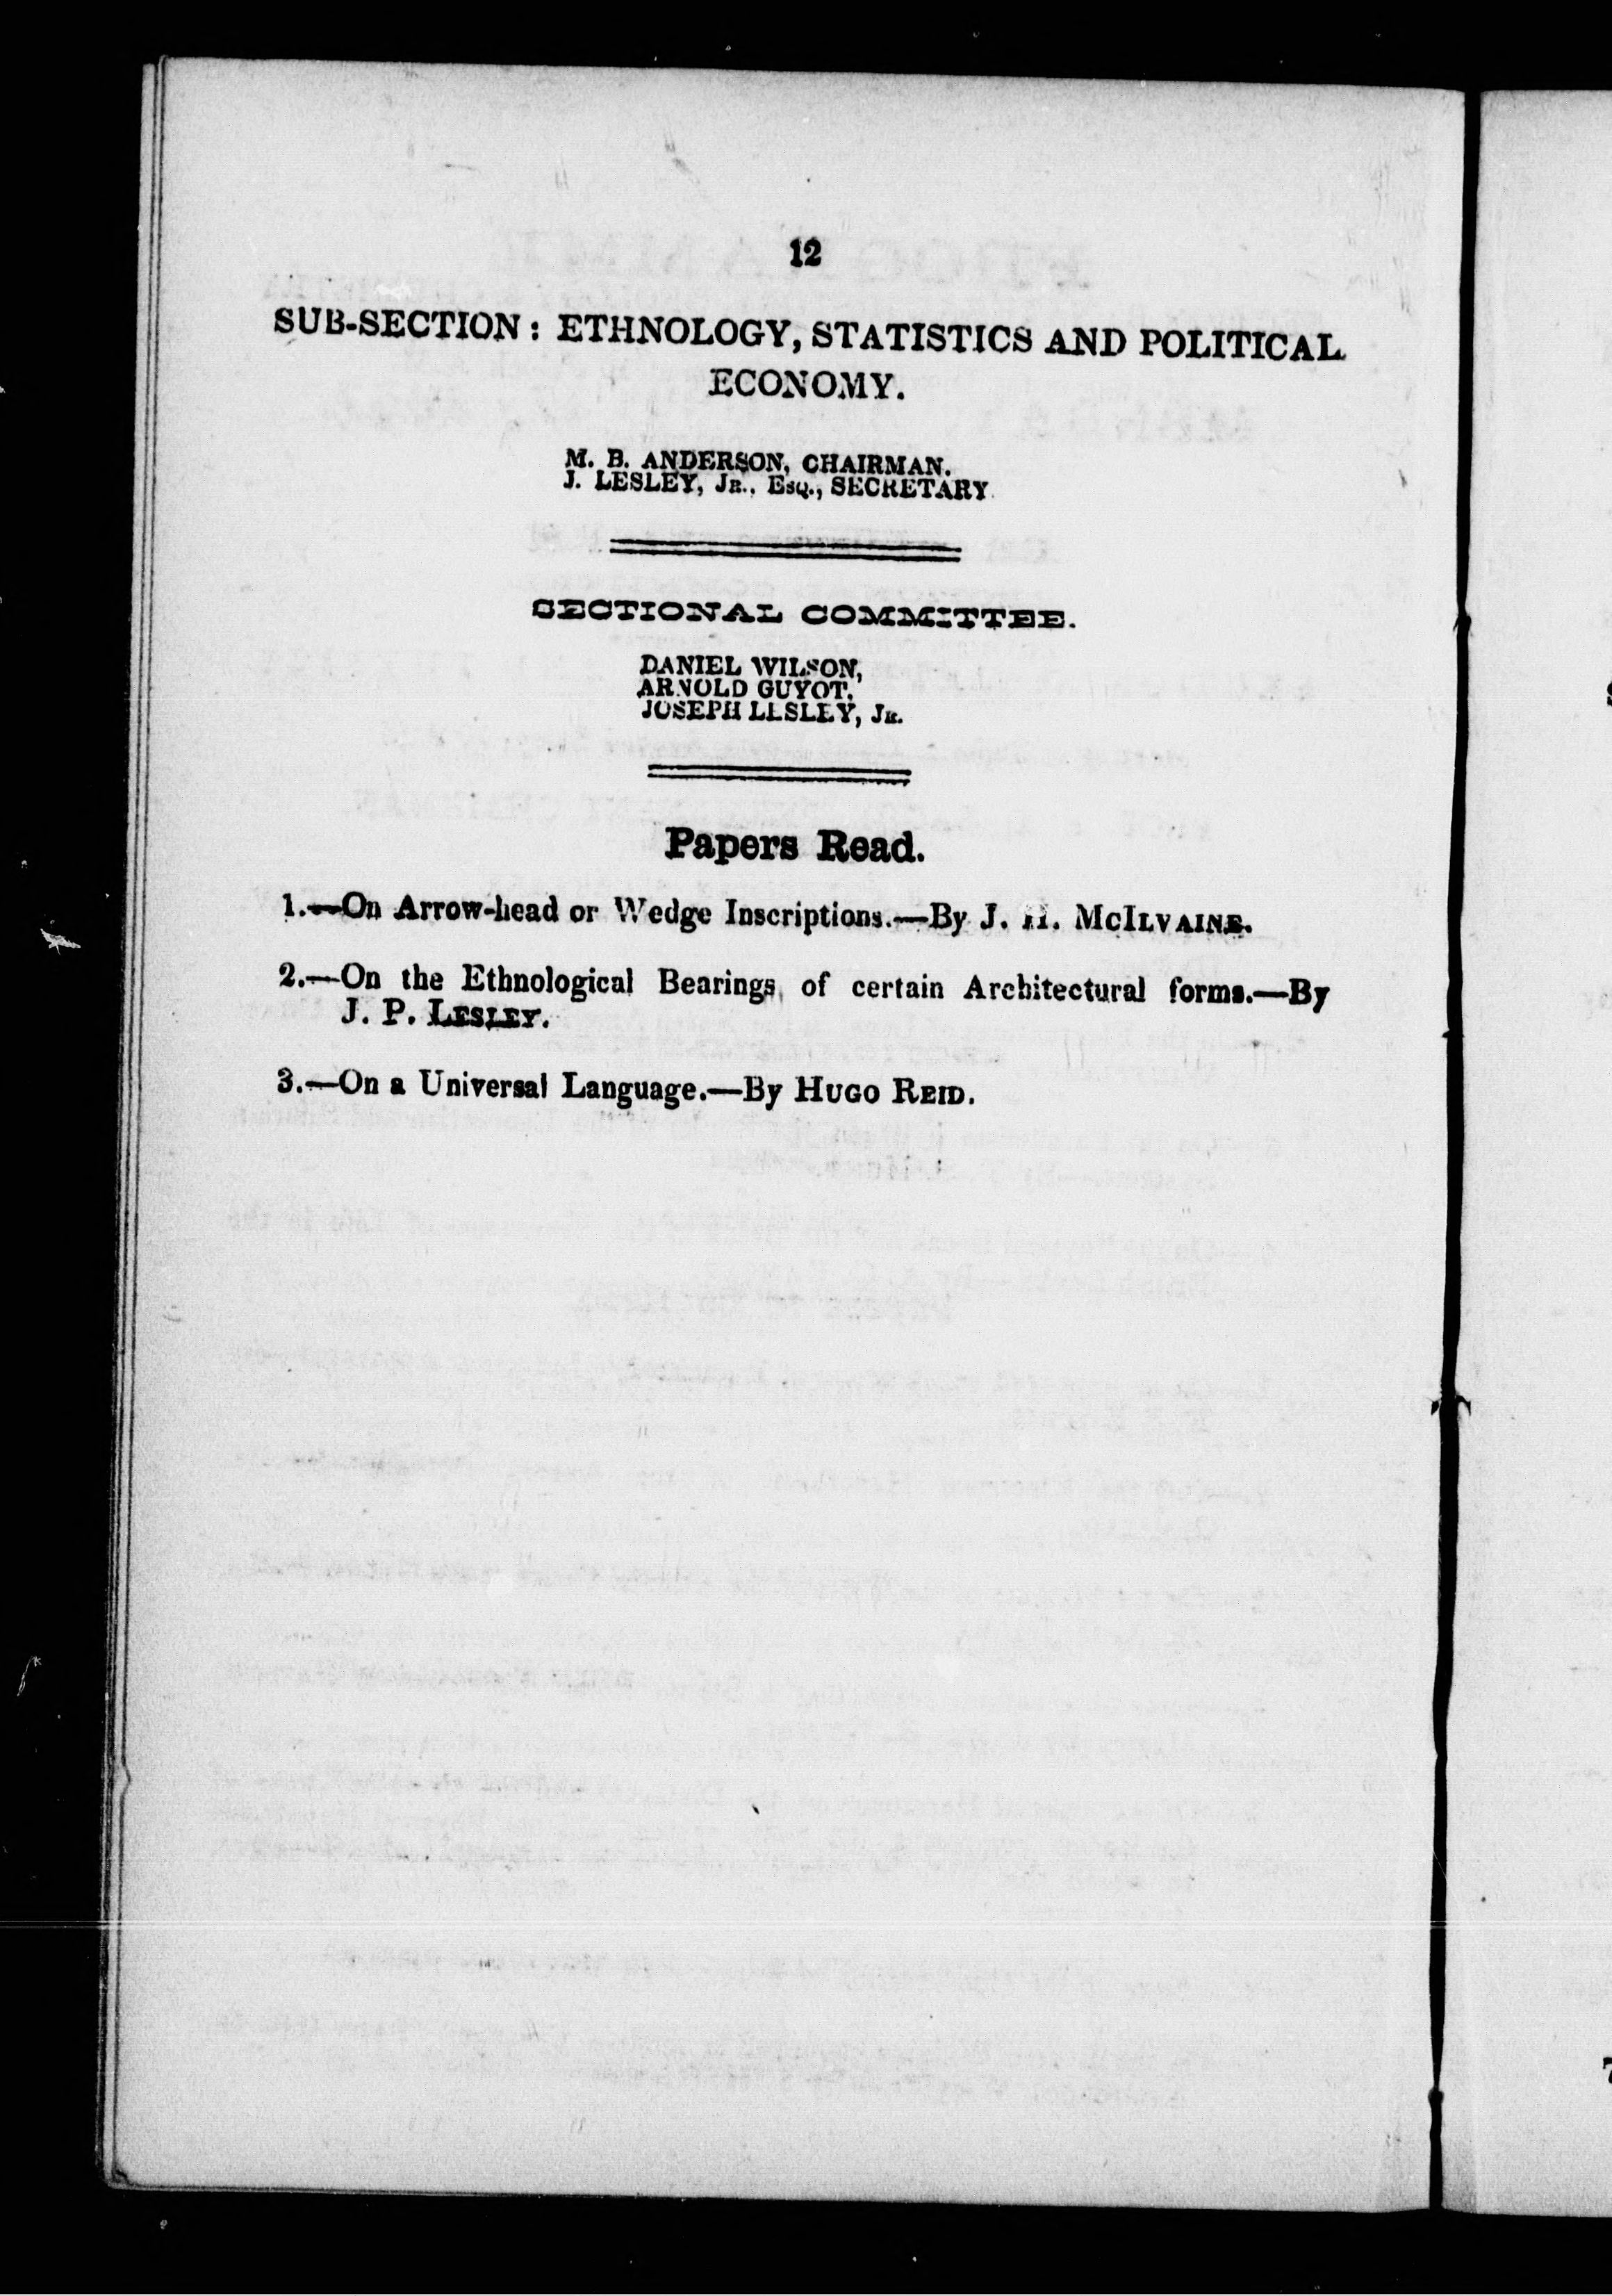 12
SUB-SECTION: ETHNOLOGY, STATISTICS AND POLITICAL
ECONOMY.
M. B. ANDERSON, CHAIRMAN.
J. LESLEY, JR., ESQ., SECRETARY
SECTIONAL COMMITTEE.
DANIEL WILSON,
ARNOLD GUYOT,
JOSEPH LESLEY, JR.
Papers Read.
1.—On Arrow-head or Wedge Inscriptions.—By J. H. MCILVAINE.
2.—On the Ethnological Bearings of certain Architectural forms.—By
J. P. LESLEY.
3.—On a Universal Language.—By HUGO REID.